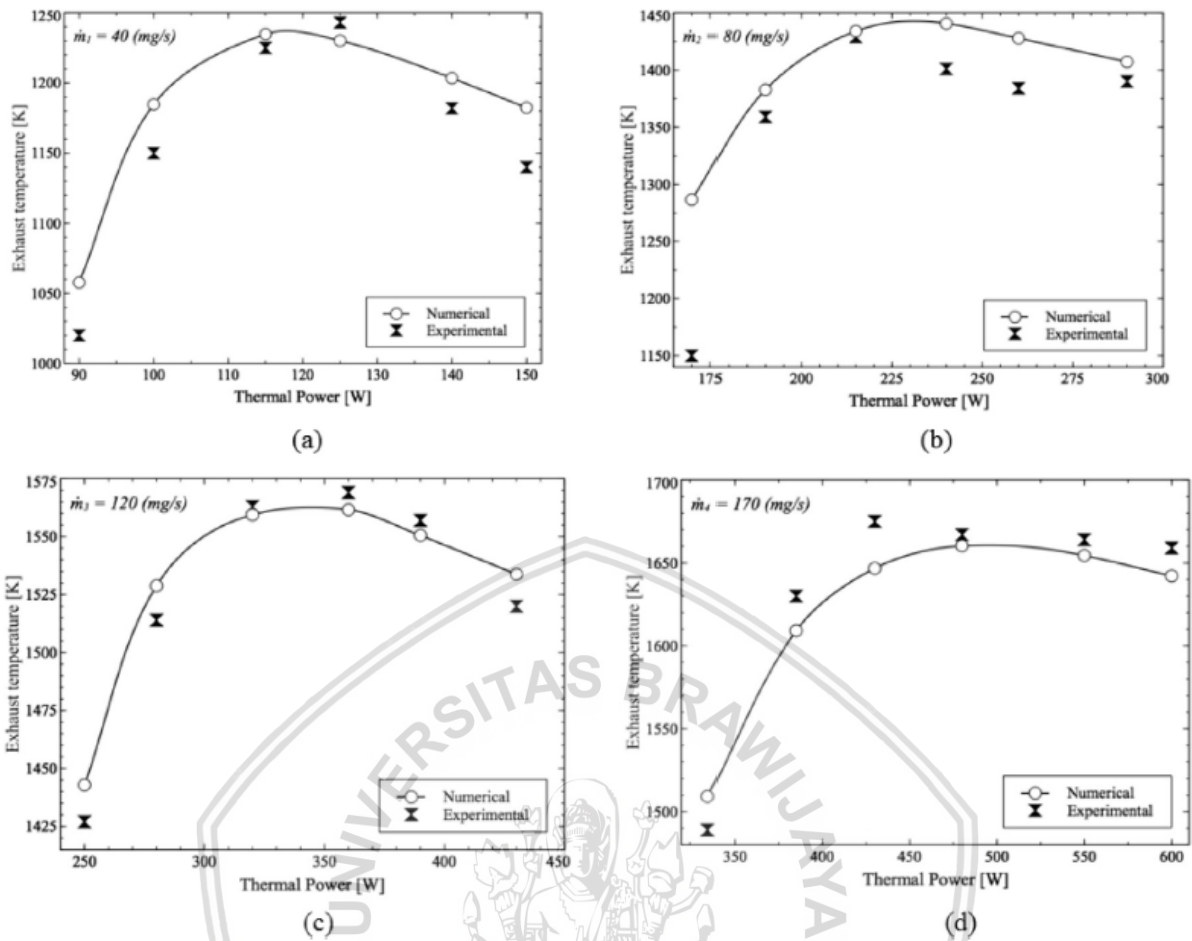 ṁ₁ = 40 (mg/s)
1250
1200
1150
1100
1050
1000
Exhaust temperature [K]
Numerical
Experimental
90 100 110 120 130 140 150
Thermal Power [W]
(a)
ṁ₂ = 80 (mg/s)
1450
1400
1350
1300
1250
1200
1150
Exhaust temperature [K]
Numerical
Experimental
175 200 225 250 275 300
Thermal Power [W]
(b)
ṁ₃ = 120 (mg/s)
1575
1550
1525
1500
1475
1450
1425
Exhaust temperature [K]
Numerical
Experimental
250 300 350 400 450
Thermal Power [W]
(c)
ṁ₄ = 170 (mg/s)
1700
1650
1600
1550
1500
Exhaust temperature [K]
Numerical
Experimental
350 400 450 500 550 600
Thermal Power [W]
(d)
UNIVERSITAS BRAWIJAYA